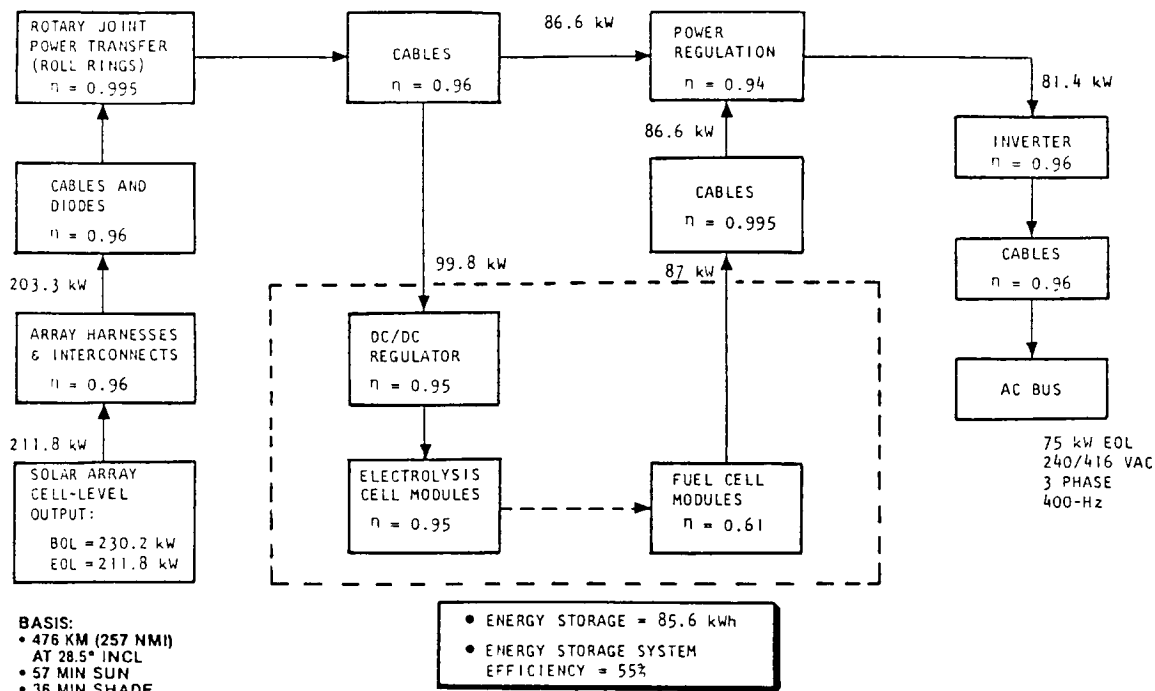 ROTARY JOINT
POWER TRANSFER
(ROLL RINGS)
η = 0.995
CABLES
η = 0.96
86.6 kW
POWER
REGULATION
η = 0.94
81.4 kW
86.6 kW
INVERTER
η = 0.96
CABLES AND
DIODES
η = 0.96
CABLES
η = 0.995
CABLES
η = 0.96
203.3 kW
99.8 kW
87 kW
ARRAY HARNESSES
& INTERCONNECTS
η = 0.96
DC/DC
REGULATOR
η = 0.95
AC BUS
211.8 kW
75 kW EOL
240/416 VAC
3 PHASE
400-Hz
SOLAR ARRAY
CELL-LEVEL
OUTPUT:
BOL = 230.2 kW
EOL = 211.8 kW
ELECTROLYSIS
CELL MODULES
η = 0.95
FUEL CELL
MODULES
η = 0.61
BASIS:
• 476 KM (257 NMI)
AT 28.5° INCL
• 57 MIN SUN
• 36 MIN SHADE
• ENERGY STORAGE = 85.6 kWh
• ENERGY STORAGE SYSTEM
EFFICIENCY = 55%